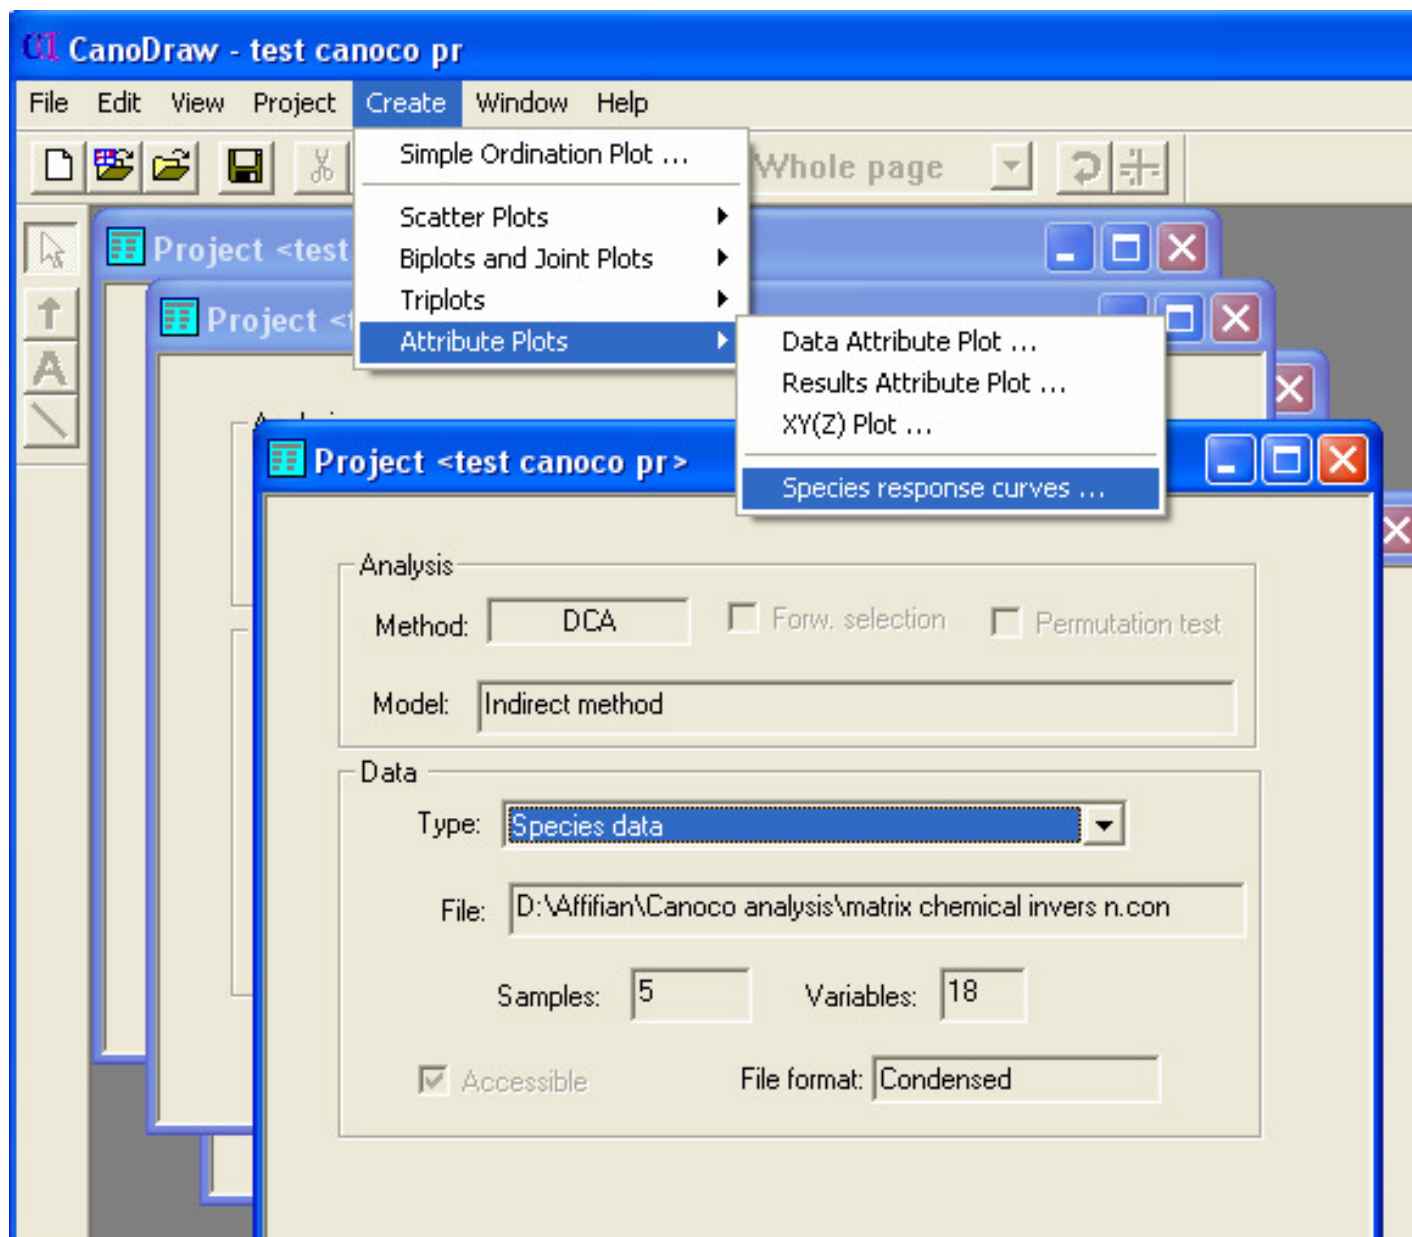 CanoDraw - test canoco pr
File Edit View Project Create Window Help
Simple Ordination Plot ...
Whole page
Scatter Plots
Biplots and Joint Plots
Triplots
Attribute Plots
Data Attribute Plot ...
Results Attribute Plot ...
XY(Z) Plot ...
Species response curves ...
Project <test
Project <t
A
Project <test canoco pr>
Analysis
Method: DCA Forw. selection Permutation test
Model: Indirect method
Data
Type: Species data
File: D:\Affifian\Canoco analysis\matrix chemical invers n.con
Samples: 5 Variables: 18
Accessible File format: Condensed